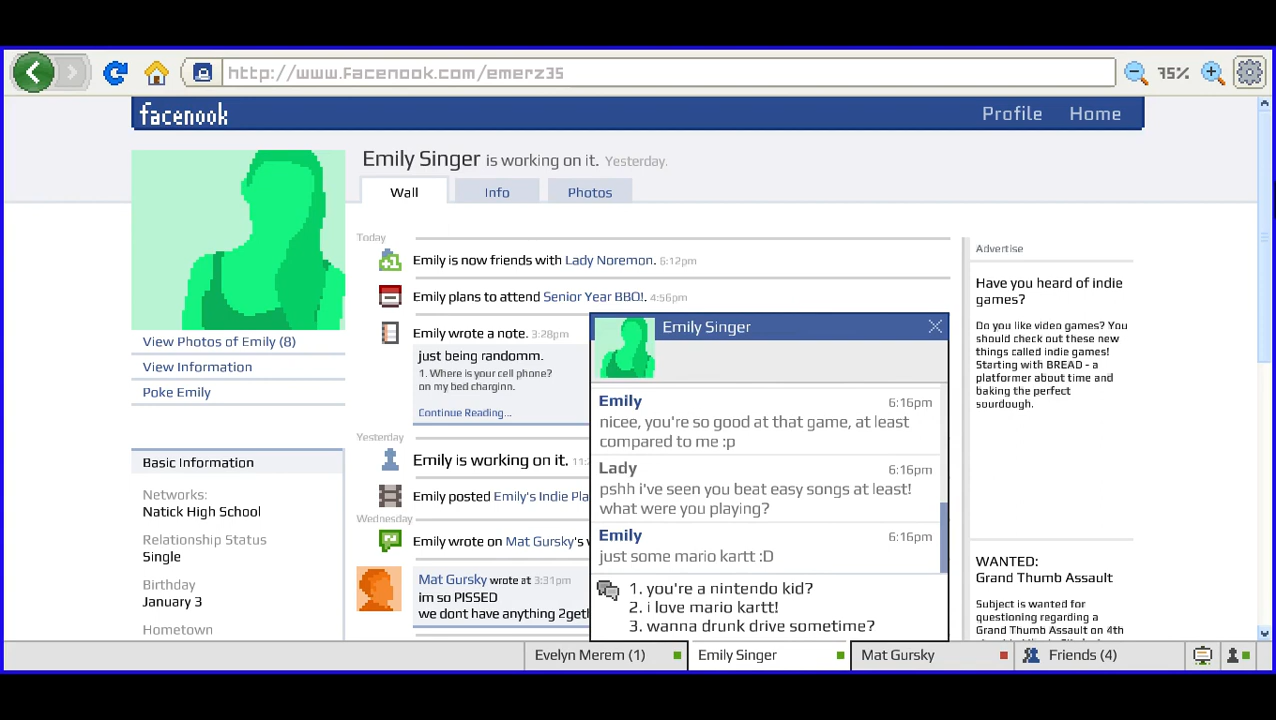 http://www.facenook.com/emerz35
75%
facenook
Profile
Home
Emily Singer is working on it. Yesterday.
Wall
Info
Photos
View Photos of Emily (8)
View Information
Poke Emily
Basic Information
Networks:
Natick High School
Relationship Status
Single
Birthday
January 3
Hometown
Today
Emily is now friends with Lady Noremon. 6:12pm
Emily plans to attend Senior Year BBQ!. 4:56pm
Emily wrote a note. 3:28pm
just being randomm.
1. Where is your cell phone?
on my bed charginn.
Continue Reading...
Yesterday
Emily is working on it.
Emily posted Emily's Indie Pla
Wednesday
Emily wrote on Mat Gursky's
Mat Gursky wrote at 3:31pm
im so PISSED
we dont have anything 2geth
Emily Singer
Emily 6:16pm
nicee, you're so good at that game, at least
compared to me :p
Lady 6:16pm
pshh i've seen you beat easy songs at least!
what were you playing?
Emily 6:16pm
just some mario kartt :D
1. you're a nintendo kid?
2. i love mario kartt!
3. wanna drunk drive sometime?
Advertise
Have you heard of indie
games?
Do you like video games? You
should check out these new
things called indie games!
Starting with BREAD - a
platformer about time and
baking the perfect
sourdough.
WANTED:
Grand Thumb Assault
Subject is wanted for
questioning regarding a
Grand Thumb Assault on 4th
Evelyn Merem (1)
Emily Singer
Mat Gursky
Friends (4)